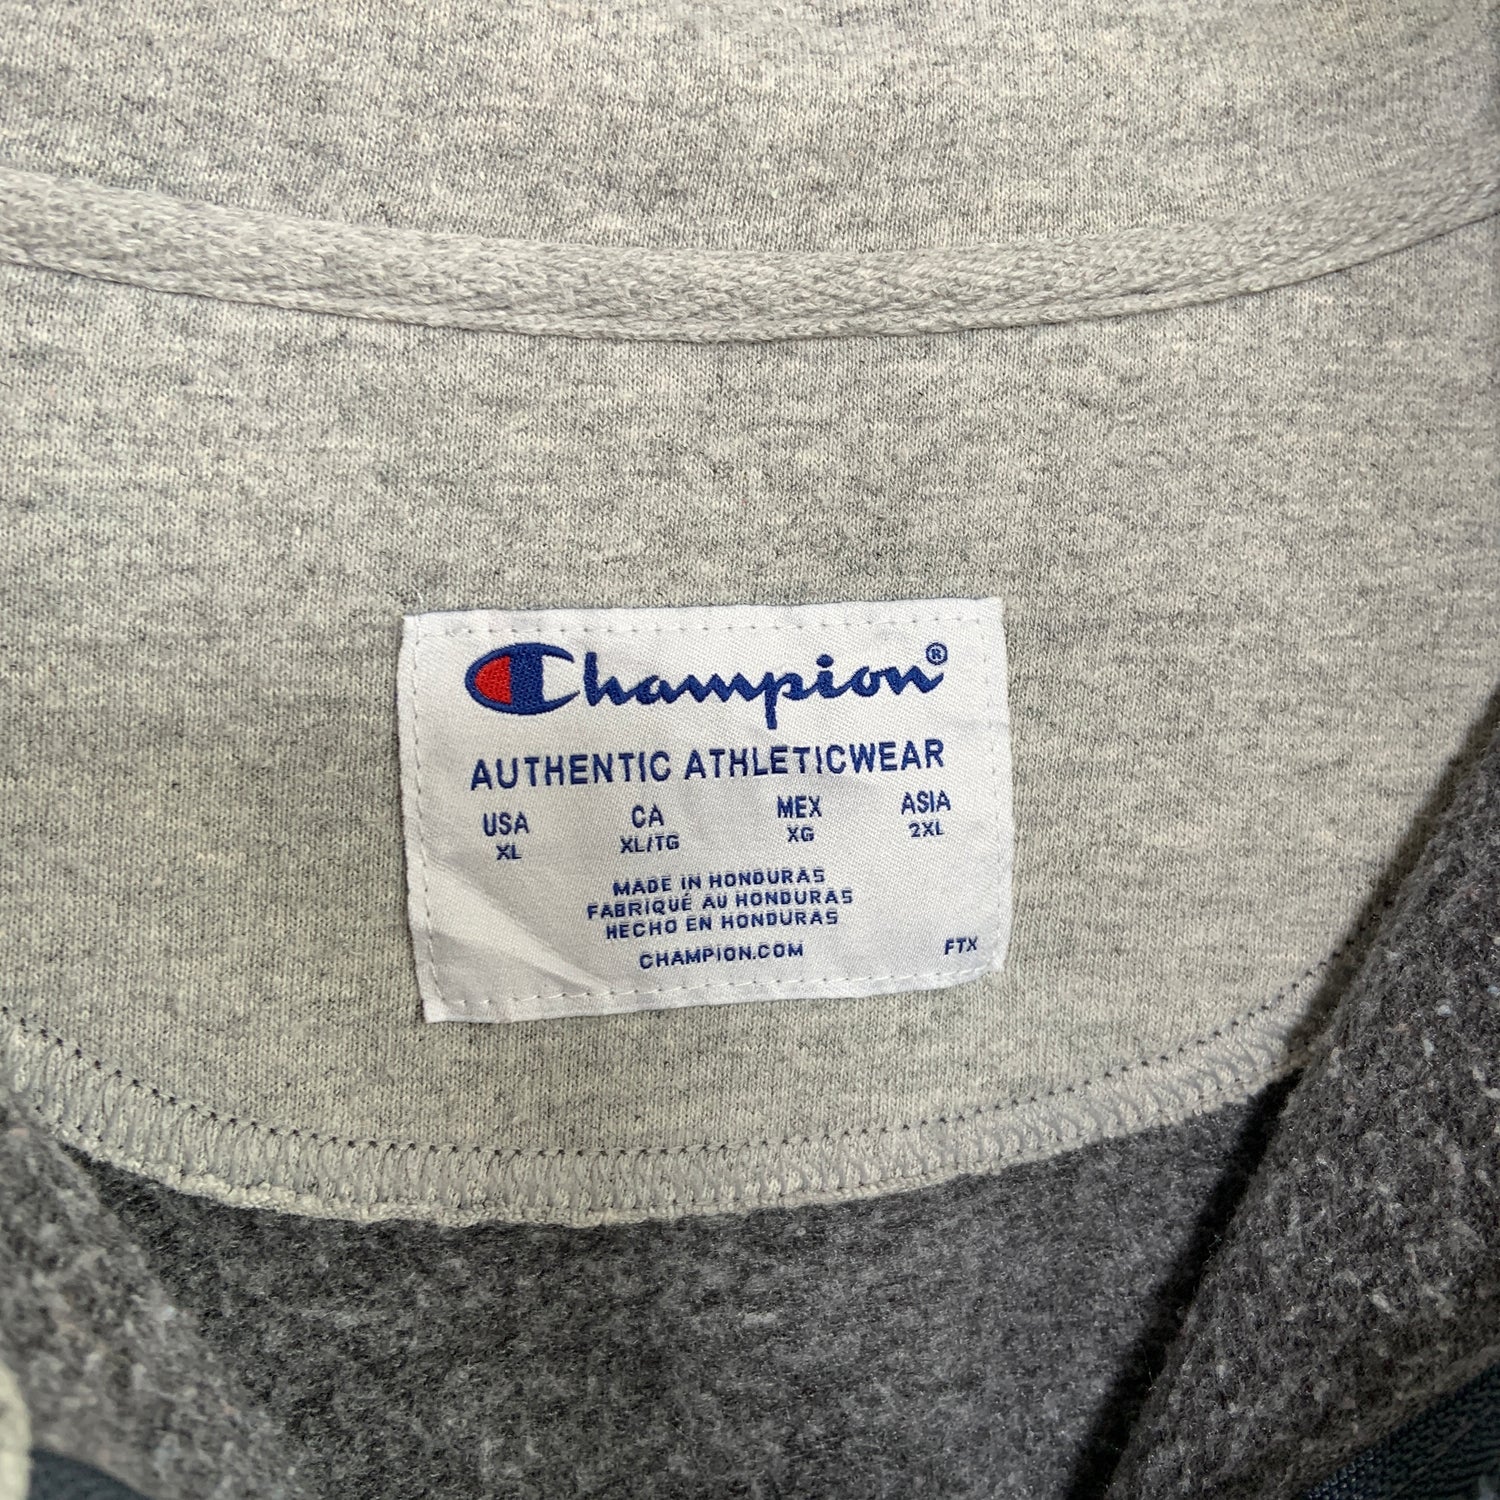 Champion®
AUTHENTIC ATHLETICWEAR
USA CA MEX ASIA
XL XL/TG XG 2XL
MADE IN HONDURAS
FABRIQUÉ AU HONDURAS
HECHO EN HONDURAS
CHAMPION.COM FTX